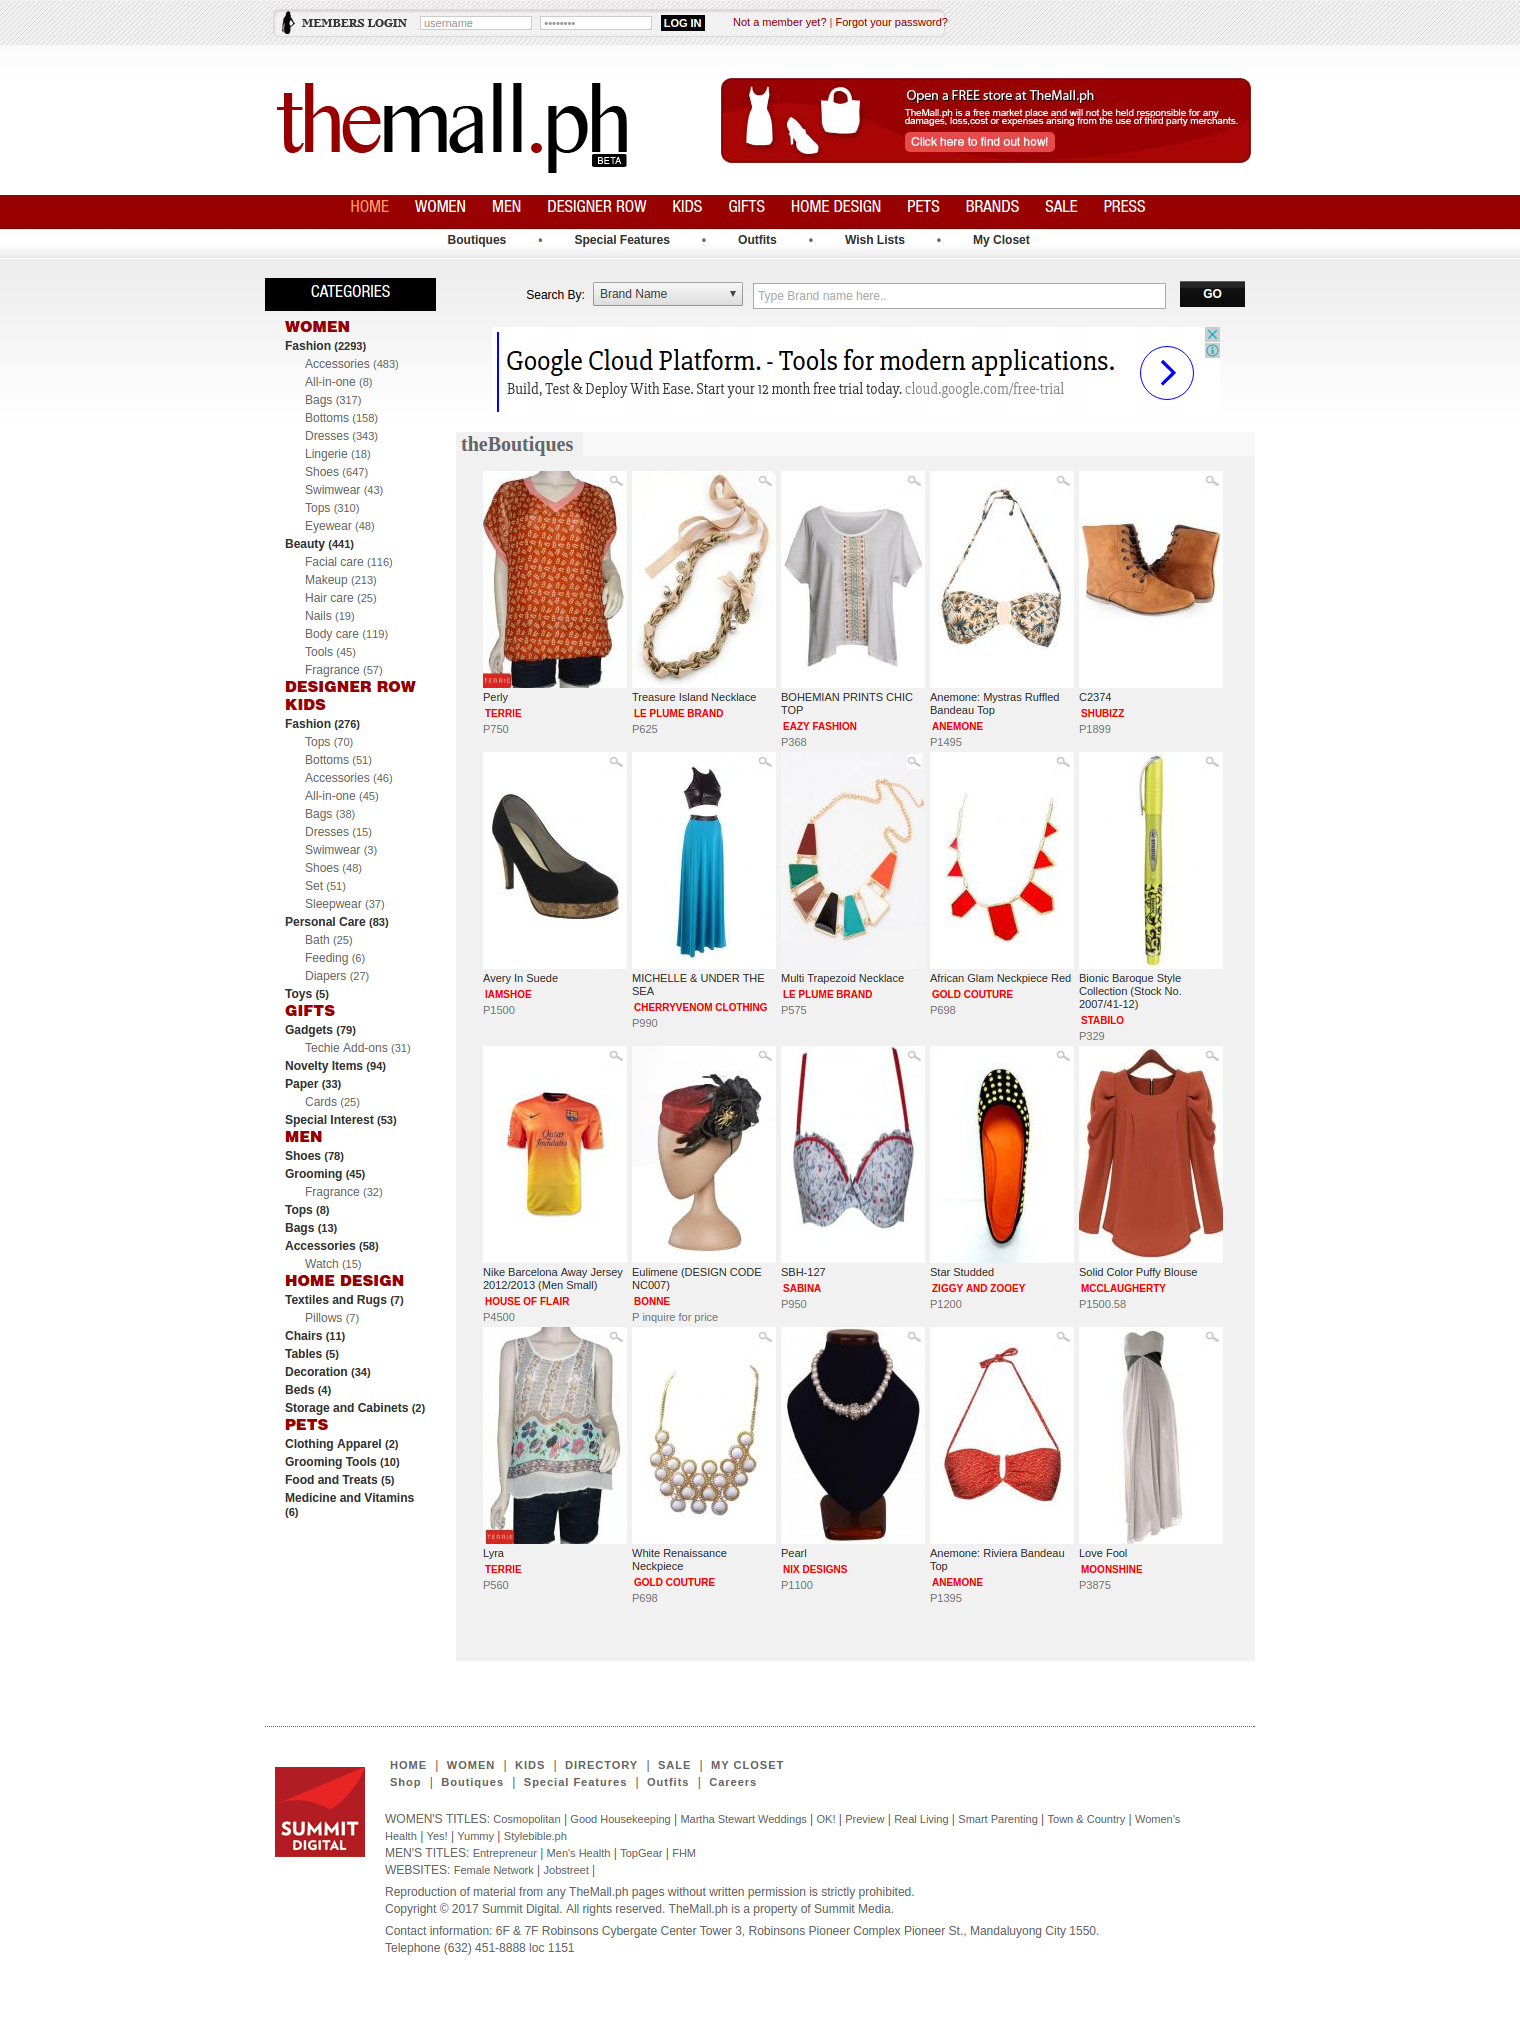 MEMBERS LOGIN username •••••••• LOG IN Not a member yet? | Forgot your password?
themall.ph
BETA
Open a FREE store at TheMall.ph
TheMall.ph is a free market place and will not be held responsible for any
damages, loss,cost or expenses arising from the use of third party merchants.
Click here to find out how!
HOME WOMEN MEN DESIGNER ROW KIDS GIFTS HOME DESIGN PETS BRANDS SALE PRESS
Boutiques • Special Features • Outfits • Wish Lists • My Closet
CATEGORIES
WOMEN
Fashion (2293)
Accessories (483)
All-in-one (8)
Bags (317)
Bottoms (158)
Dresses (343)
Lingerie (18)
Shoes (647)
Swimwear (43)
Tops (310)
Eyewear (48)
Beauty (441)
Facial care (116)
Makeup (213)
Hair care (25)
Nails (19)
Body care (119)
Tools (45)
Fragrance (57)
DESIGNER ROW
KIDS
Fashion (276)
Tops (70)
Bottoms (51)
Accessories (46)
All-in-one (45)
Bags (38)
Dresses (15)
Swimwear (3)
Shoes (48)
Set (51)
Sleepwear (37)
Personal Care (83)
Bath (25)
Feeding (6)
Diapers (27)
Toys (5)
GIFTS
Gadgets (79)
Techie Add-ons (31)
Novelty Items (94)
Paper (33)
Cards (25)
Special Interest (53)
MEN
Shoes (78)
Grooming (45)
Fragrance (32)
Tops (8)
Bags (13)
Accessories (58)
Watch (15)
HOME DESIGN
Textiles and Rugs (7)
Pillows (7)
Chairs (11)
Tables (5)
Decoration (34)
Beds (4)
Storage and Cabinets (2)
PETS
Clothing Apparel (2)
Grooming Tools (10)
Food and Treats (5)
Medicine and Vitamins
(6)
Search By: Brand Name Type Brand name here.. GO
Google Cloud Platform. - Tools for modern applications.
Build, Test & Deploy With Ease. Start your 12 month free trial today. cloud.google.com/free-trial
theBoutiques
TERRIE
Perly
TERRIE
P750
Treasure Island Necklace
LE PLUME BRAND
P625
BOHEMIAN PRINTS CHIC
TOP
EAZY FASHION
P368
Anemone: Mystras Ruffled
Bandeau Top
ANEMONE
P1495
C2374
SHUBIZZ
P1899
Avery In Suede
IAMSHOE
P1500
MICHELLE & UNDER THE
SEA
CHERRYVENOM CLOTHING
P990
Multi Trapezoid Necklace
LE PLUME BRAND
P575
African Glam Neckpiece Red
GOLD COUTURE
P698
Bionic Baroque Style
Collection (Stock No.
2007/41-12)
STABILO
P329
Qatar
Foundation
Nike Barcelona Away Jersey
2012/2013 (Men Small)
HOUSE OF FLAIR
P4500
Eulimene (DESIGN CODE
NC007)
BONNE
P inquire for price
SBH-127
SABINA
P950
Star Studded
ZIGGY AND ZOOEY
P1200
Solid Color Puffy Blouse
MCCLAUGHERTY
P1500.58
TERRIE
Lyra
TERRIE
P560
White Renaissance
Neckpiece
GOLD COUTURE
P698
Pearl
NIX DESIGNS
P1100
Anemone: Riviera Bandeau
Top
ANEMONE
P1395
Love Fool
MOONSHINE
P3875
SUMMIT
DIGITAL
HOME | WOMEN | KIDS | DIRECTORY | SALE | MY CLOSET
Shop | Boutiques | Special Features | Outfits | Careers
WOMEN'S TITLES: Cosmopolitan | Good Housekeeping | Martha Stewart Weddings | OK! | Preview | Real Living | Smart Parenting | Town & Country | Women's
Health | Yes! | Yummy | Stylebible.ph
MEN'S TITLES: Entrepreneur | Men's Health | TopGear | FHM
WEBSITES: Female Network | Jobstreet |
Reproduction of material from any TheMall.ph pages without written permission is strictly prohibited.
Copyright © 2017 Summit Digital. All rights reserved. TheMall.ph is a property of Summit Media.
Contact information: 6F & 7F Robinsons Cybergate Center Tower 3, Robinsons Pioneer Complex Pioneer St., Mandaluyong City 1550.
Telephone (632) 451-8888 loc 1151